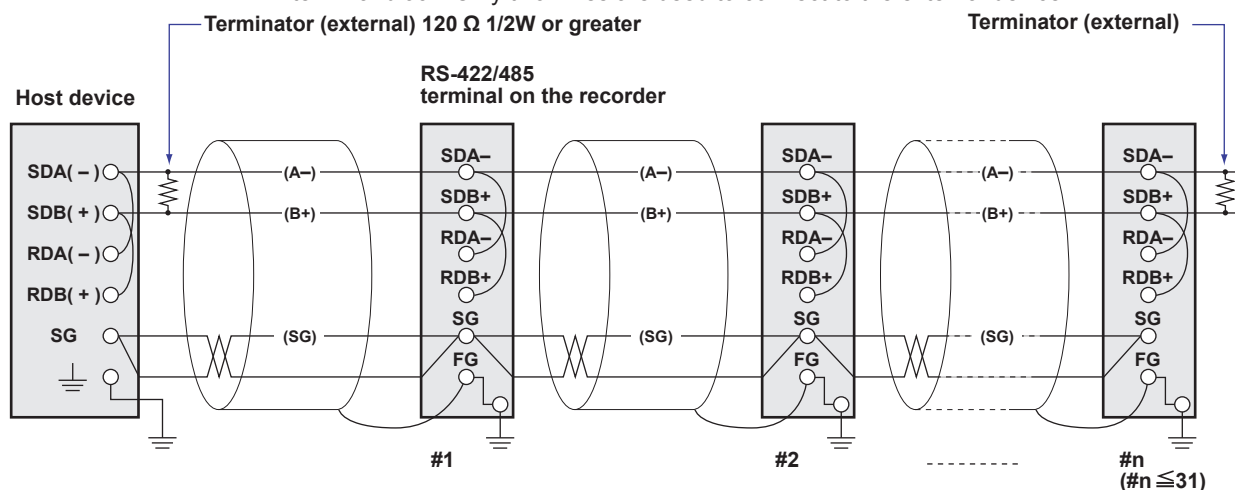 Terminator (external) 120 Ω 1/2W or greater
Terminator (external)
RS-422/485
terminal on the recorder
Host device
SDA( – )
SDB( + )
RDA( – )
RDB( + )
SG
(A–)
(B+)
(SG)
SDA–
SDB+
RDA–
RDB+
SG
FG
#1
(A–)
(B+)
(SG)
SDA–
SDB+
RDA–
RDB+
SG
FG
#2
(A–)
(B+)
(SG)
SDA–
SDB+
RDA–
RDB+
SG
FG
#n
(#n ≦31)